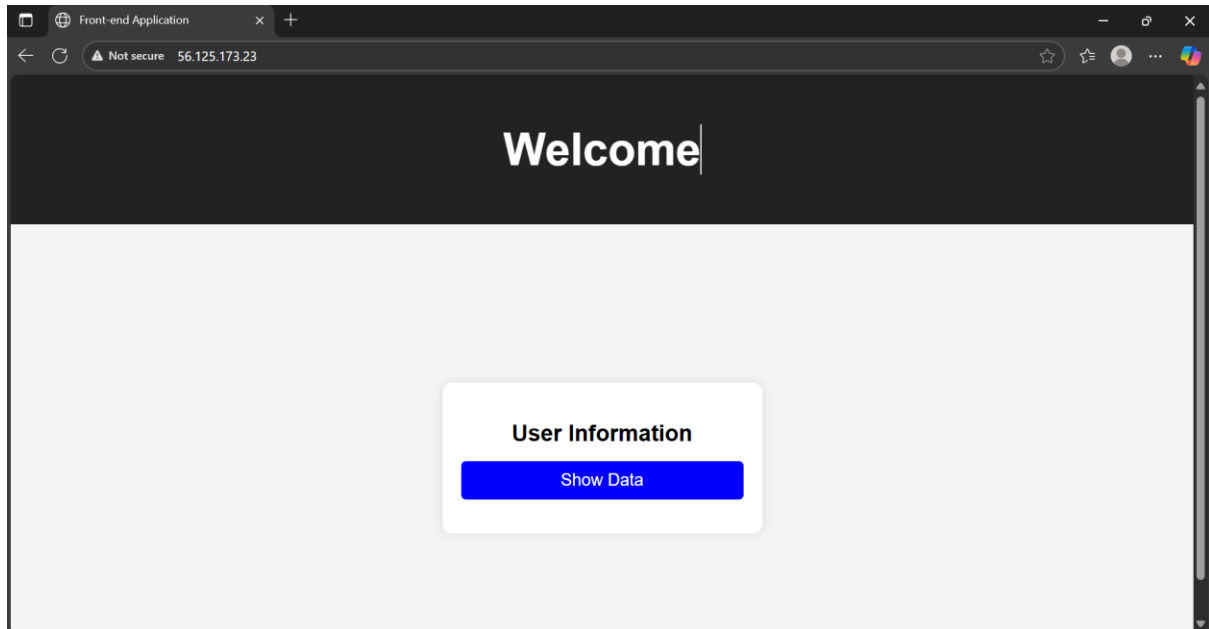 Front-end Application
Not secure 56.125.173.23
Welcome
User Information
Show Data